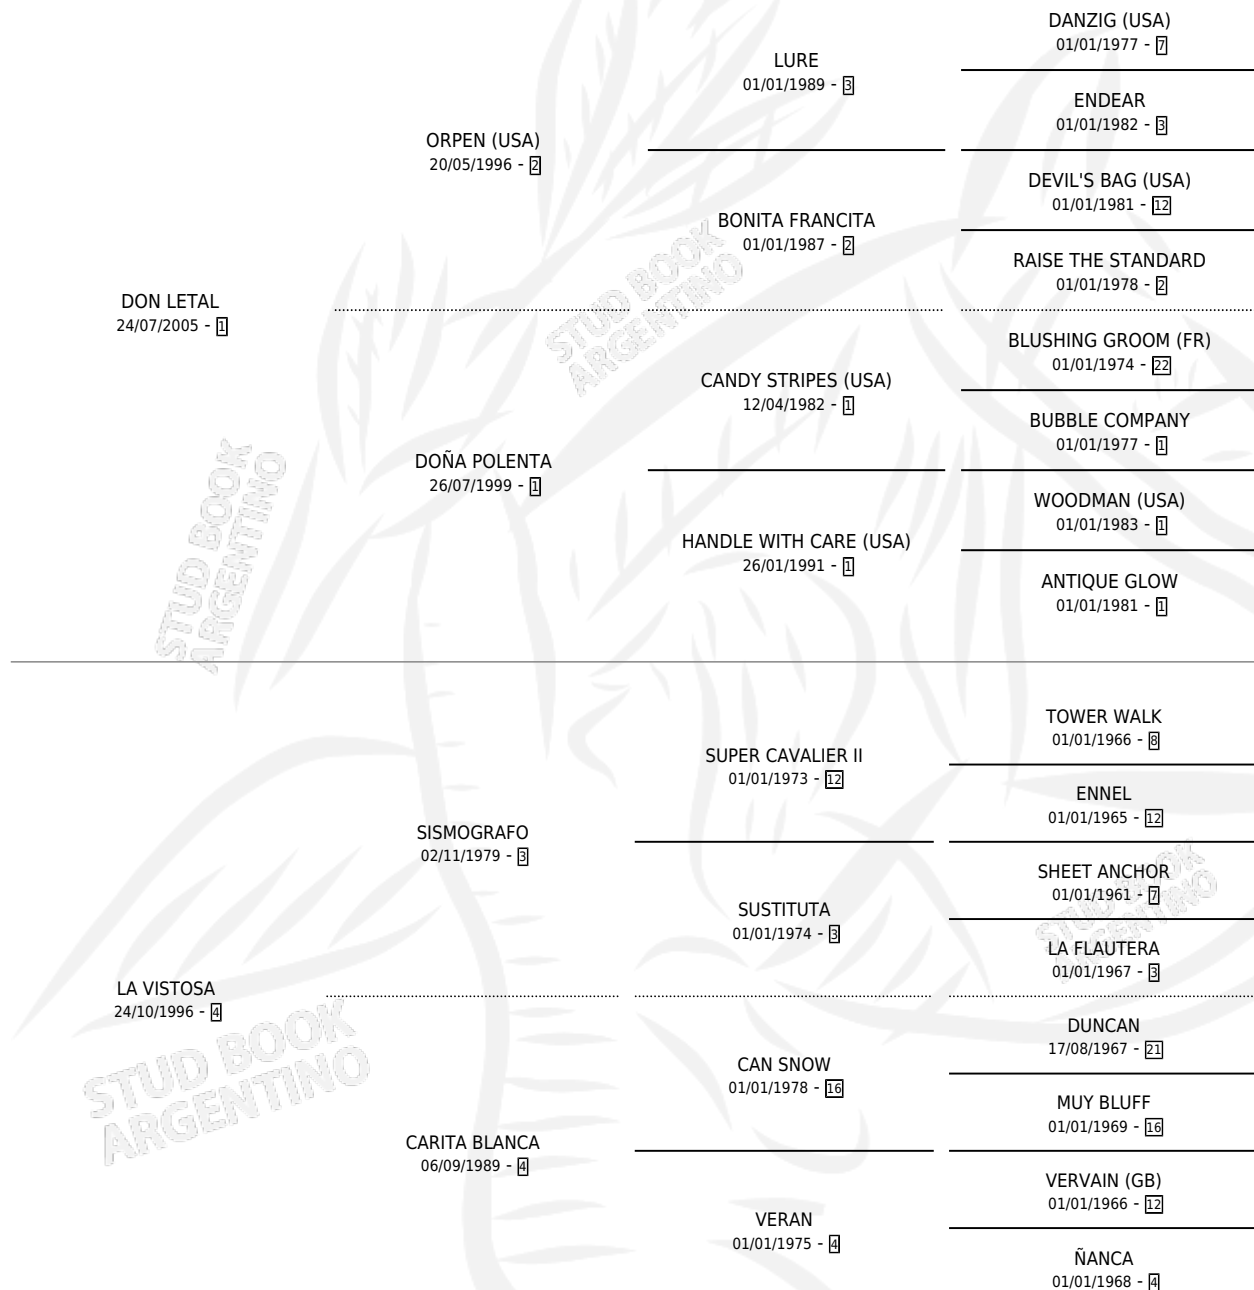 DANZIG (USA)
01/01/1977 - 7
LURE
01/01/1989 - 3
ENDEAR
01/01/1982 - 3
ORPEN (USA)
20/05/1996 - 2
DEVIL'S BAG (USA)
01/01/1981 - 12
BONITA FRANCITA
01/01/1987 - 2
RAISE THE STANDARD
01/01/1978 - 2
DON LETAL
24/07/2005 - 1
STUD BOOK
ARGENTINO
BLUSHING GROOM (FR)
01/01/1974 - 22
CANDY STRIPES (USA)
12/04/1982 - 1
BUBBLE COMPANY
01/01/1977 - 1
DOÑA POLENTA
26/07/1999 - 1
WOODMAN (USA)
01/01/1983 - 1
HANDLE WITH CARE (USA)
26/01/1991 - 1
ANTIQUE GLOW
01/01/1981 - 1
STUD BOOK
ARGENTINO
TOWER WALK
01/01/1966 - 8
SUPER CAVALIER II
01/01/1973 - 12
ENNEL
01/01/1965 - 12
SISMOGRAFO
02/11/1979 - 3
SHEET ANCHOR
01/01/1961 - 7
SUSTITUTA
01/01/1974 - 3
STUD BOOK
ARGENTINO
LA FLAUTERA
01/01/1967 - 3
LA VISTOSA
24/10/1996 - 4
DUNCAN
17/08/1967 - 21
CAN SNOW
01/01/1978 - 16
MUY BLUFF
01/01/1969 - 16
STUD BOOK
ARGENTINO
CARITA BLANCA
06/09/1989 - 4
VERVAIN (GB)
01/01/1966 - 12
VERAN
01/01/1975 - 4
ÑANCA
01/01/1968 - 4